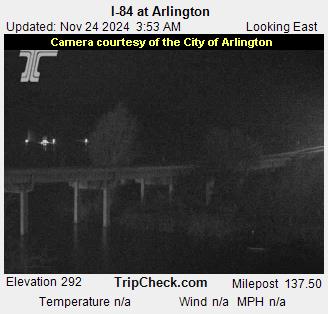 I-84 at Arlington
Updated: Nov 24 2024 3:53 AM Looking East
Camera courtesy of the City of Arlington
Elevation 292 TripCheck.com Milepost 137.50
Temperature n/a Wind n/a MPH n/a